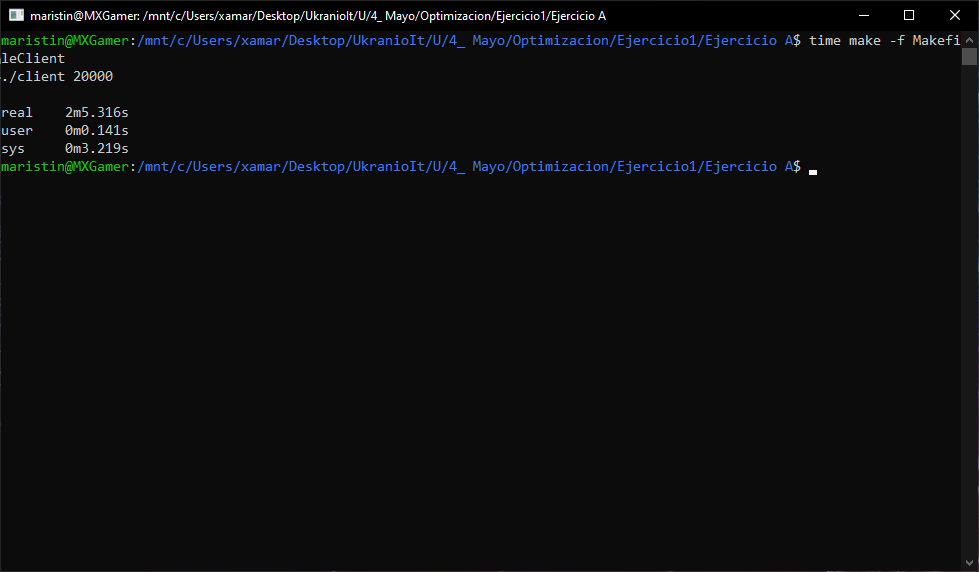 maristin@MXGamer: /mnt/c/Users/xamar/Desktop/UkranioIt/U/4_ Mayo/Optimizacion/Ejercicio1/Ejercicio A
maristin@MXGamer:/mnt/c/Users/xamar/Desktop/UkranioIt/U/4_ Mayo/Optimizacion/Ejercicio1/Ejercicio A$ time make -f Makefi
leClient
./client 20000
real    2m5.316s
user    0m0.141s
sys     0m3.219s
maristin@MXGamer:/mnt/c/Users/xamar/Desktop/UkranioIt/U/4_ Mayo/Optimizacion/Ejercicio1/Ejercicio A$